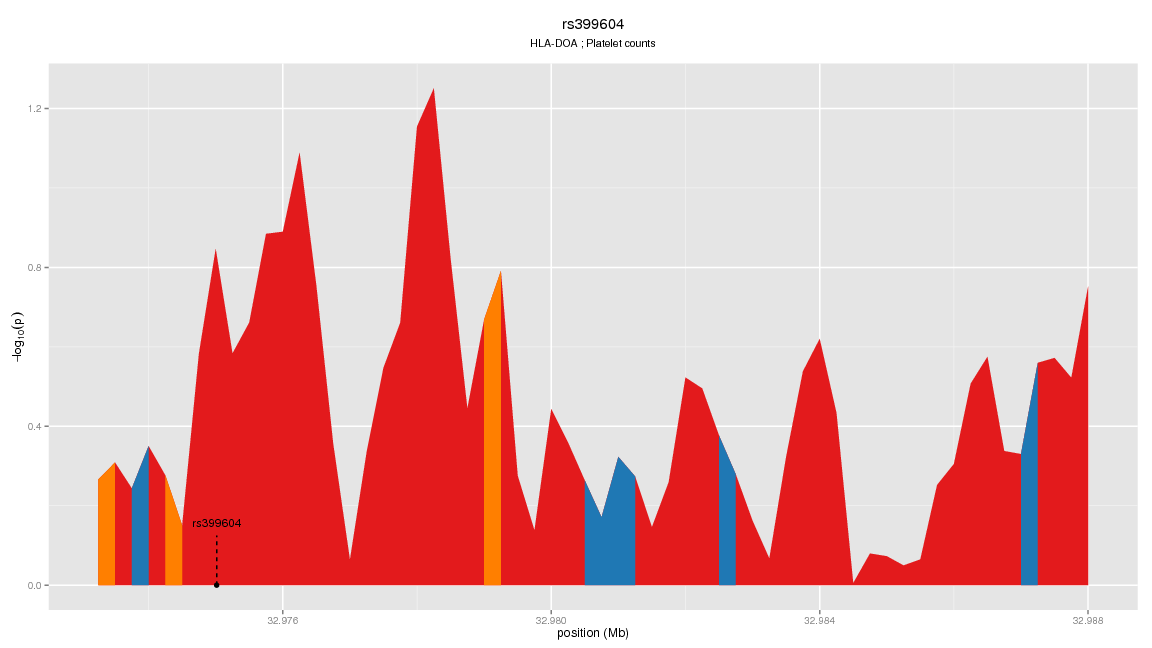 rs399604
HLA-DOA ; Platelet counts
1.2
0.8
0.4
0.0
−log10(p)
rs399604
32.976
32.980
32.984
32.988
position (Mb)